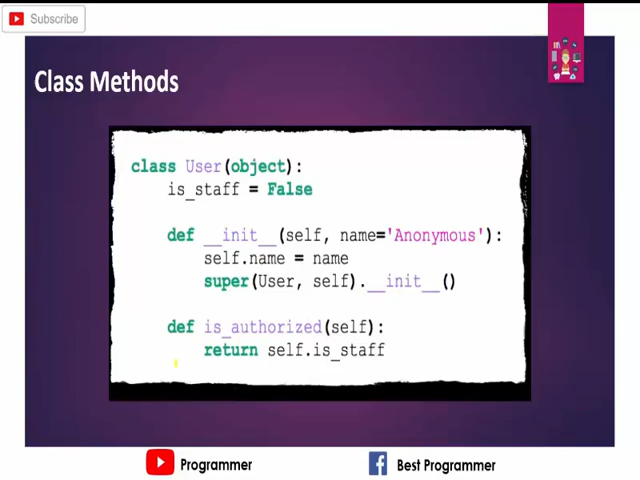 Subscribe
Class Methods
class User(object):
    is_staff = False
    def __init__(self, name='Anonymous'):
        self.name = name
        super(User, self).__init__()
    def is_authorized(self):
        return self.is_staff
Programmer
Best Programmer